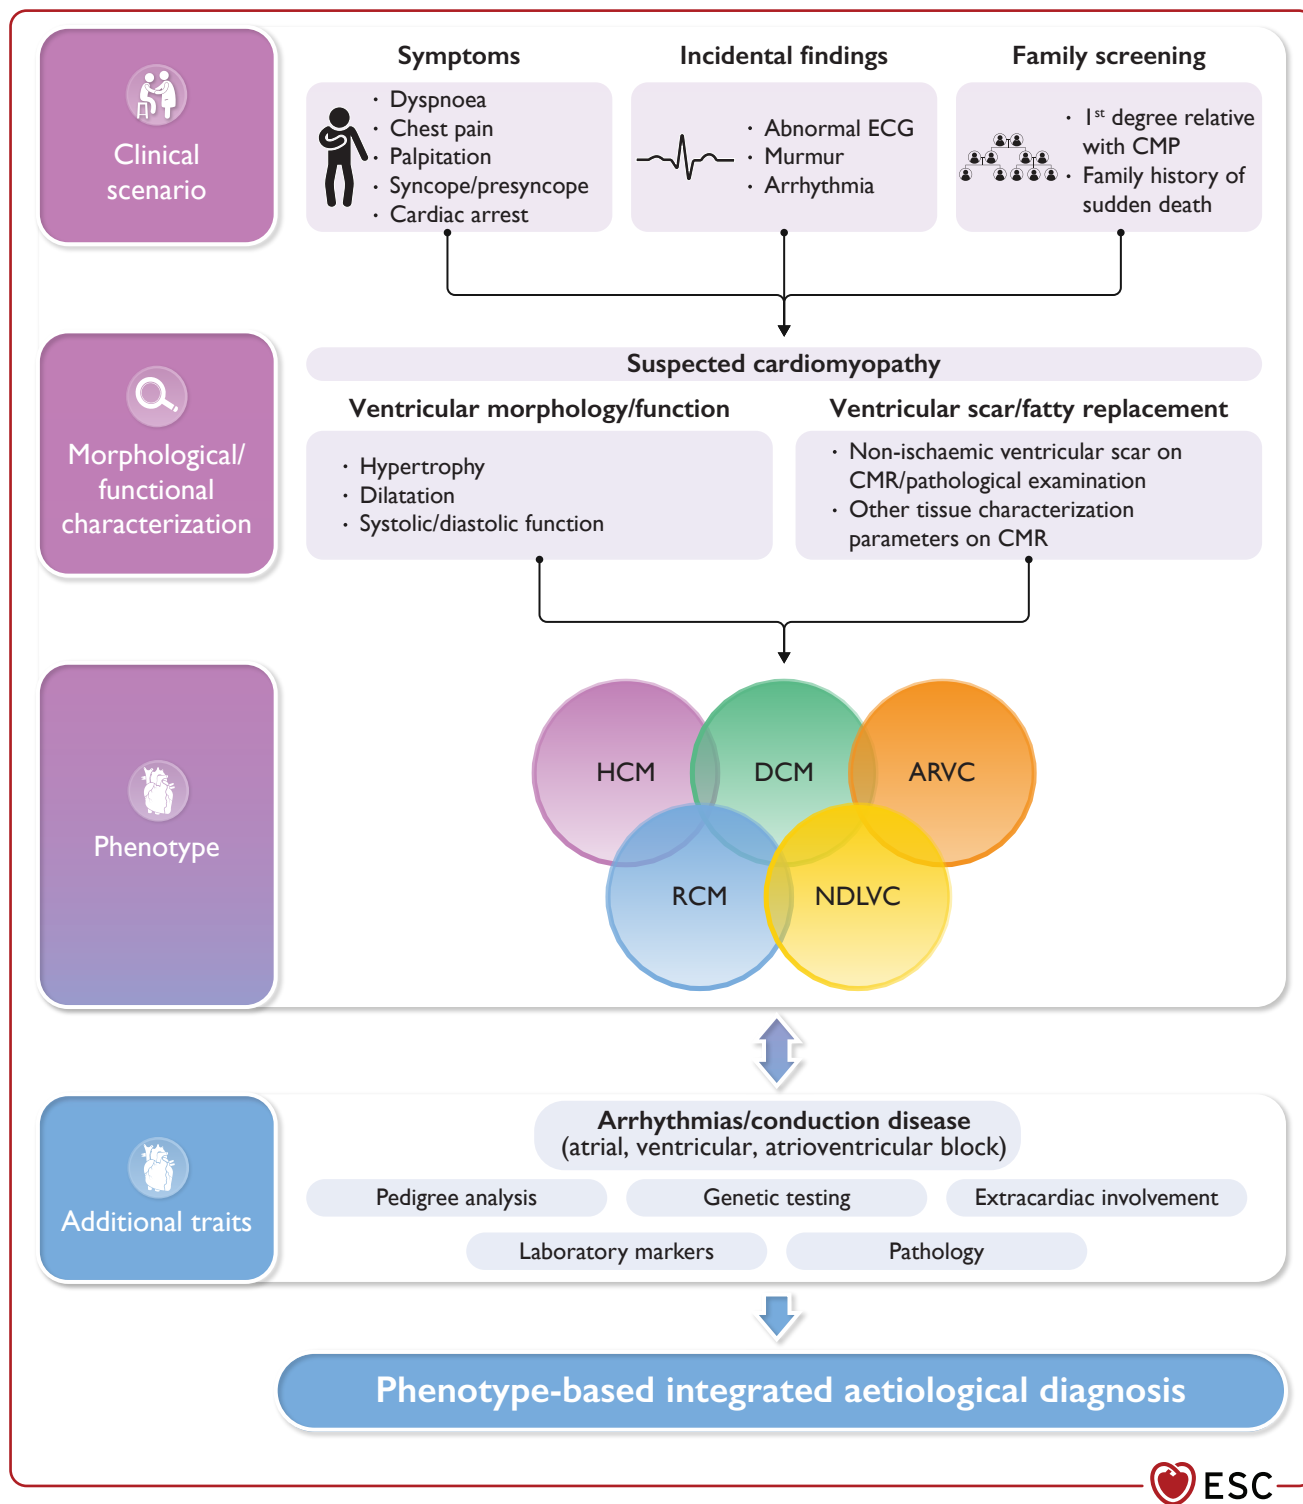 Clinical
scenario
Symptoms
· Dyspnoea
· Chest pain
· Palpitation
· Syncope/presyncope
· Cardiac arrest
Incidental findings
· Abnormal ECG
· Murmur
· Arrhythmia
Family screening
· 1st degree relative
with CMP
· Family history of
sudden death
Morphological/
functional
characterization
Suspected cardiomyopathy
Ventricular morphology/function
· Hypertrophy
· Dilatation
· Systolic/diastolic function
Ventricular scar/fatty replacement
· Non-ischaemic ventricular scar on
CMR/pathological examination
· Other tissue characterization
parameters on CMR
Phenotype
HCM
DCM
ARVC
RCM
NDLVC
Additional traits
Arrhythmias/conduction disease
(atrial, ventricular, atrioventricular block)
Pedigree analysis
Genetic testing
Extracardiac involvement
Laboratory markers
Pathology
Phenotype-based integrated aetiological diagnosis
ESC